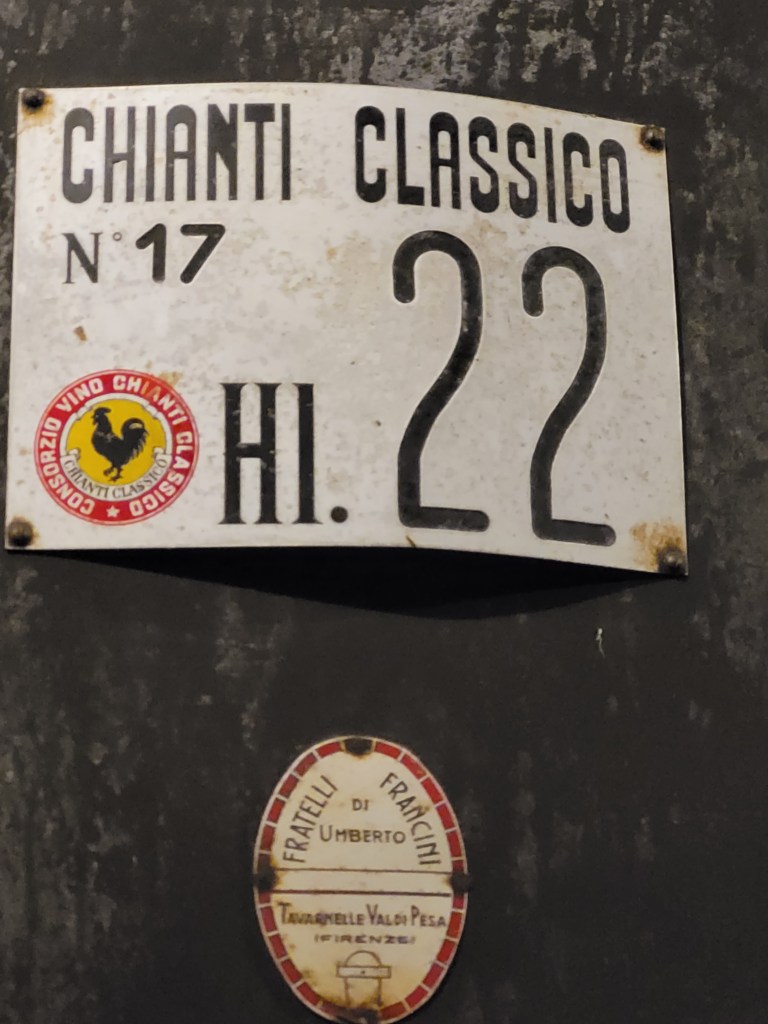 CHIANTI CLASSICO
N° 17
22
CONSORZIO VINO CHIANTI CLASSICO
CHIANTI CLASSICO
Hl.
FRATELLI FRANCINI
DI
UMBERTO
TAVARNELLE VAL DI PESA
(FIRENZE)